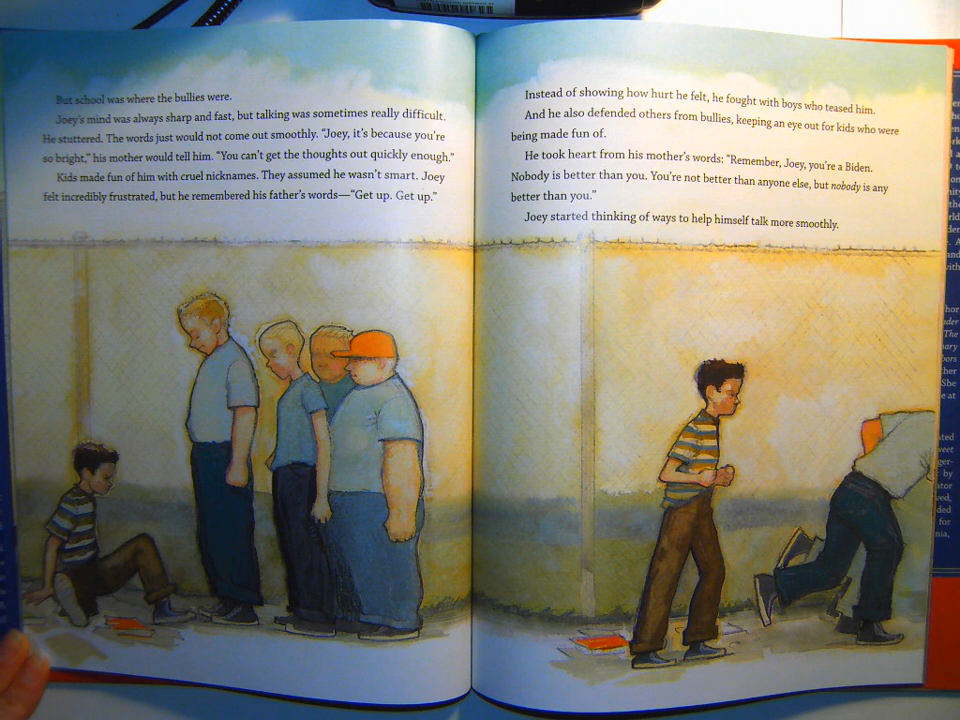 But school was where the bullies were.
Joey's mind was always sharp and fast, but talking was sometimes really difficult.
He stuttered. The words just would not come out smoothly. "Joey, it's because you're
so bright," his mother would tell him. "You can't get the thoughts out quickly enough."
Kids made fun of him with cruel nicknames. They assumed he wasn't smart. Joey
felt incredibly frustrated, but he remembered his father's words—"Get up. Get up."
Instead of showing how hurt he felt, he fought with boys who teased him.
And he also defended others from bullies, keeping an eye out for kids who were
being made fun of.
He took heart from his mother's words: "Remember, Joey, you're a Biden.
Nobody is better than you. You're not better than anyone else, but nobody is any
better than you."
Joey started thinking of ways to help himself talk more smoothly.